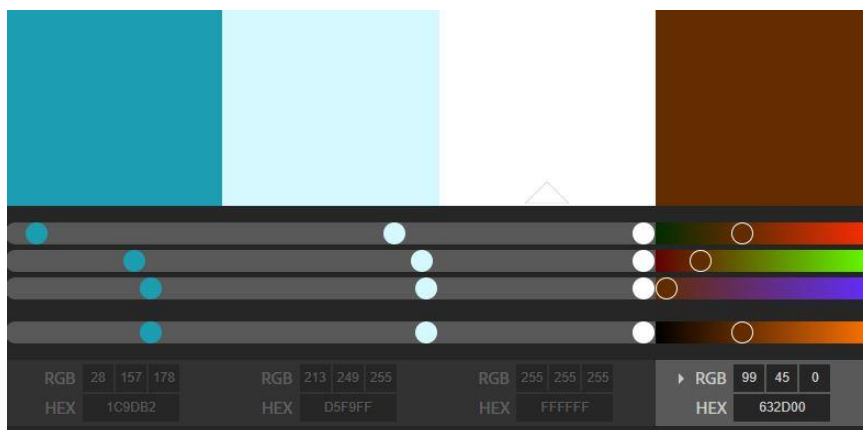 RGB 28 157 178 RGB 213 249 255 RGB 255 255 255 RGB 99 45 0
HEX 1C9DB2 HEX D5F9FF HEX FFFFFF HEX 632D00